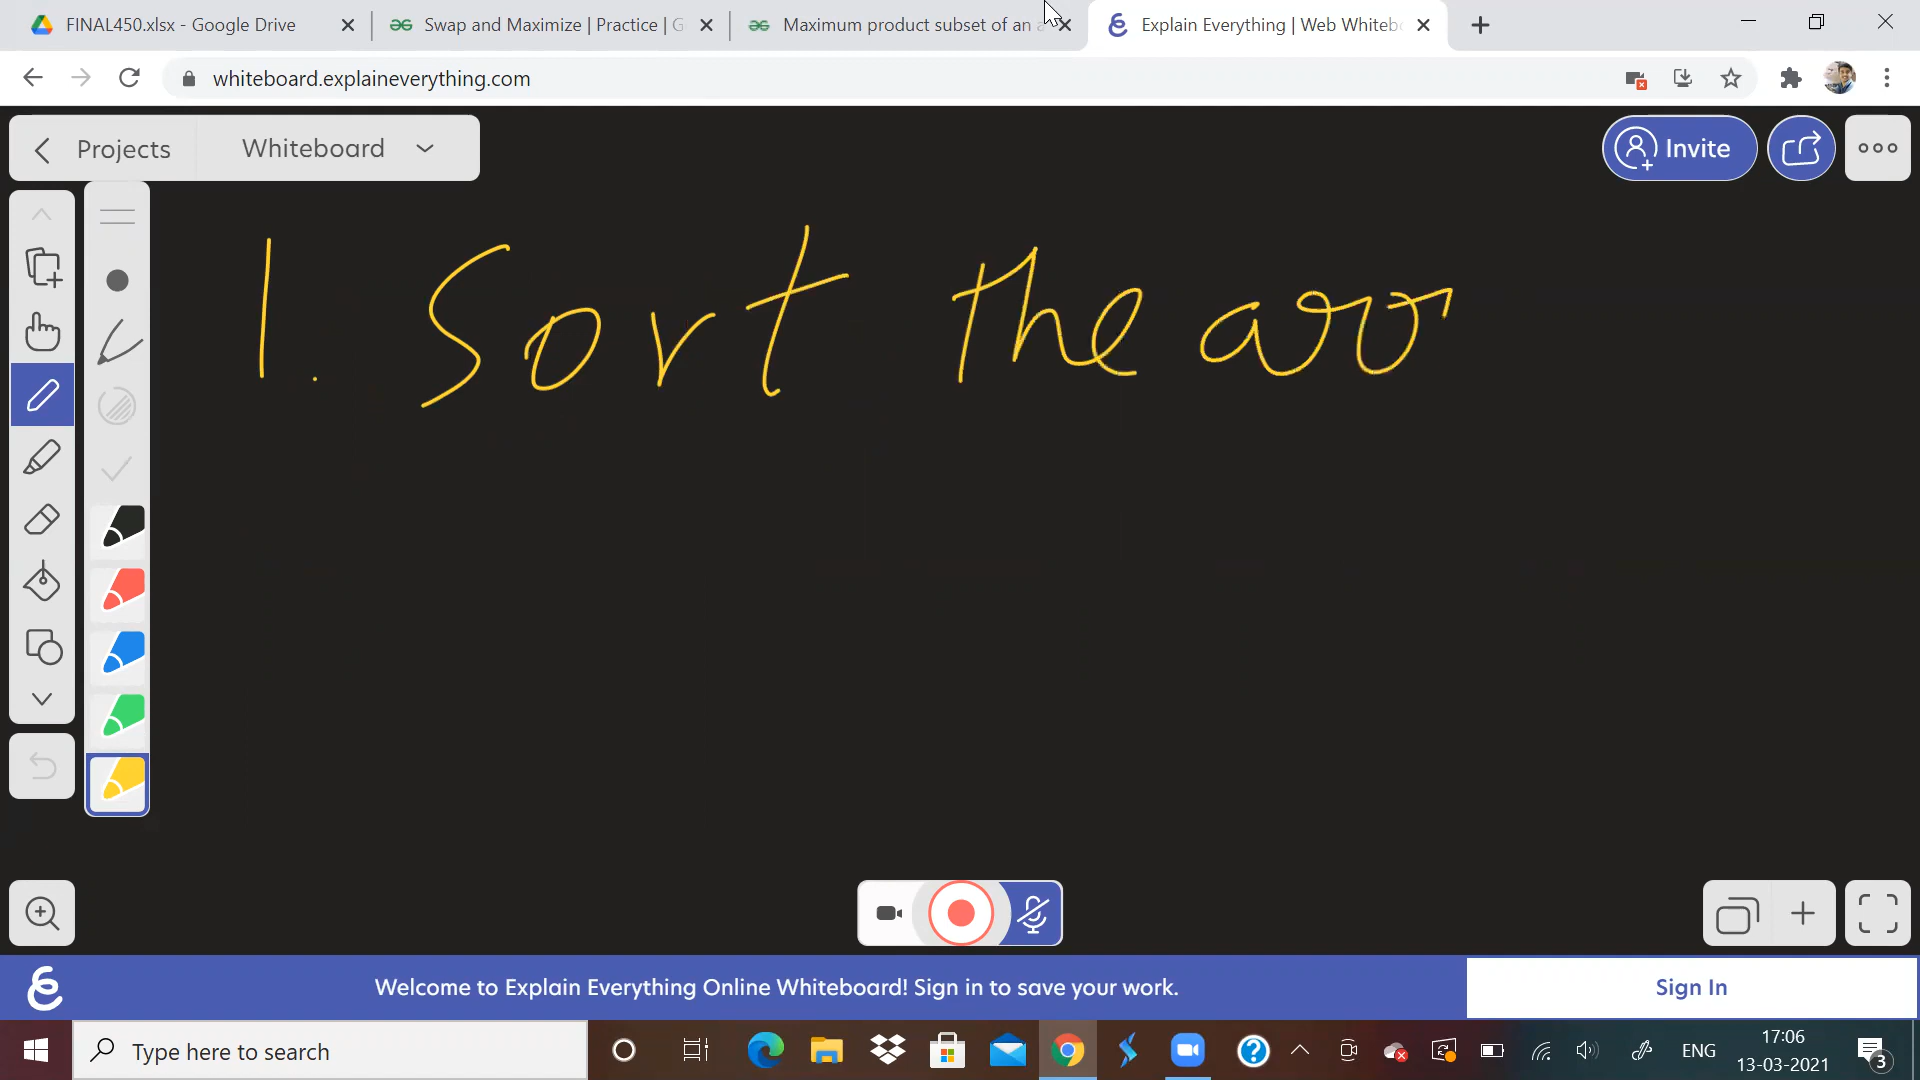 FINAL450.xlsx - Google Drive
Swap and Maximize | Practice | G
Maximum product subset of an a
Explain Everything | Web Whitebo
whiteboard.explaineverything.com
Projects
Whiteboard
Invite
1. Sort the arr
Welcome to Explain Everything Online Whiteboard! Sign in to save your work.
Sign In
Type here to search
ENG
17:06
13-03-2021
3